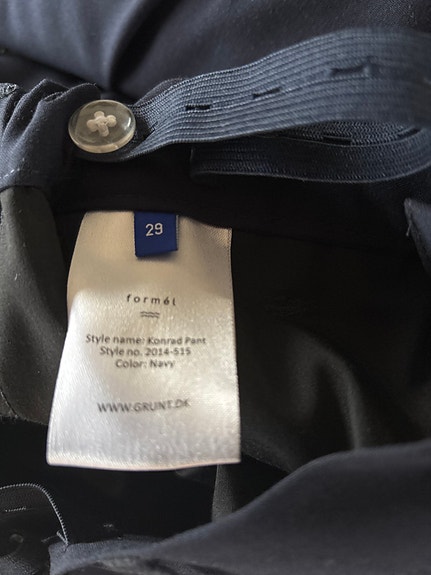 29
formél
Style name: Konrad Pant
Style no. 2014-515
Color: Navy
WWW.GRUNT.DK